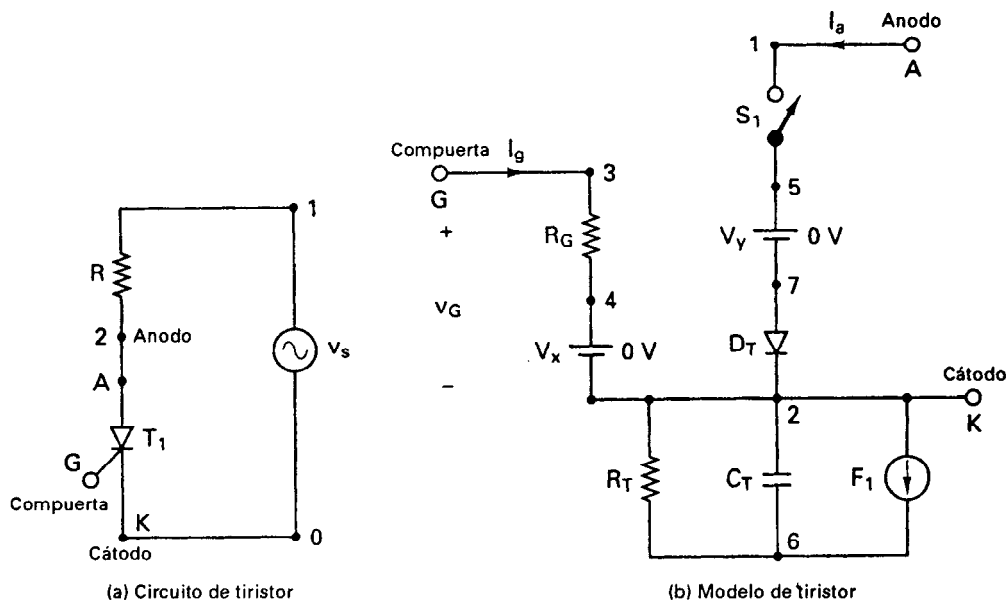 1
R
2 Anodo
A
T1
G
Compuerta
K
Cátodo
0
vs
(a) Circuito de tiristor
Compuerta
G
Ig
3
RG
+
vG
−
4
Vx 0 V
1
Ia
Anodo
A
S1
5
Vy 0 V
7
DT
Cátodo
K
2
RT
CT
F1
6
(b) Modelo de tiristor